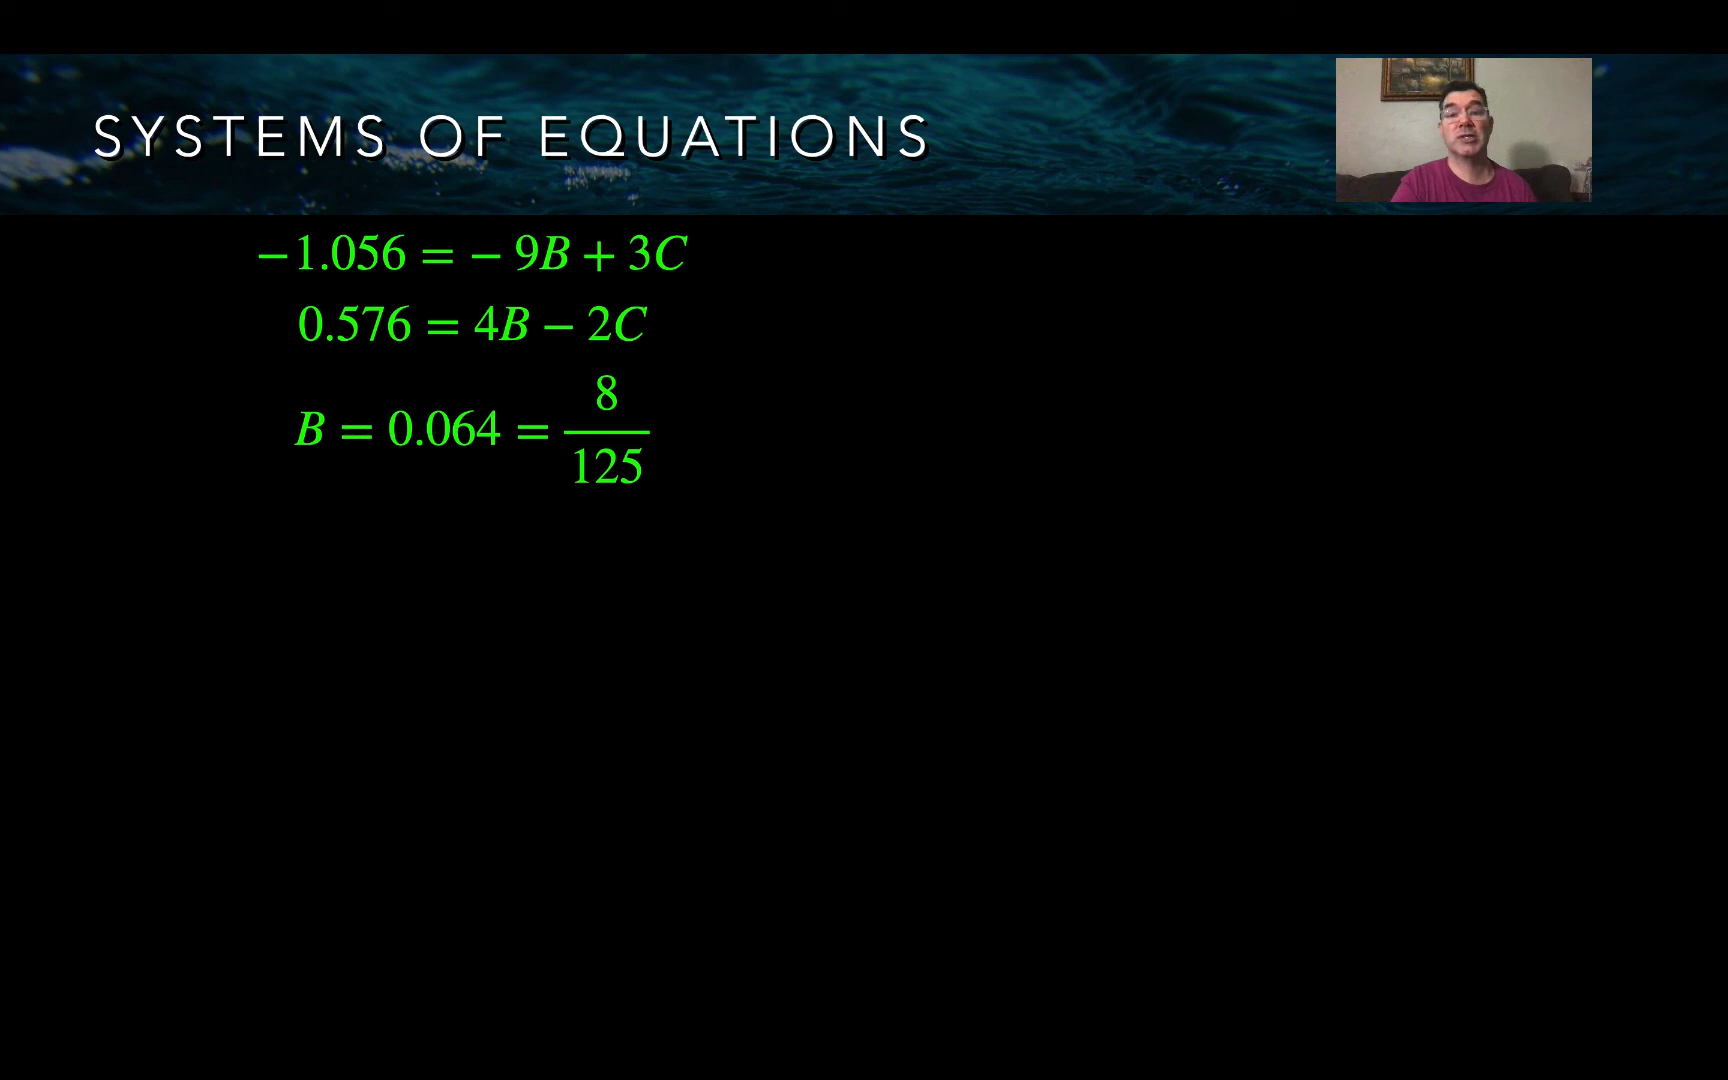 SYSTEMS OF EQUATIONS
−1.056 = −9B + 3C
0.576 = 4B − 2C
B = 0.064 = 8/125